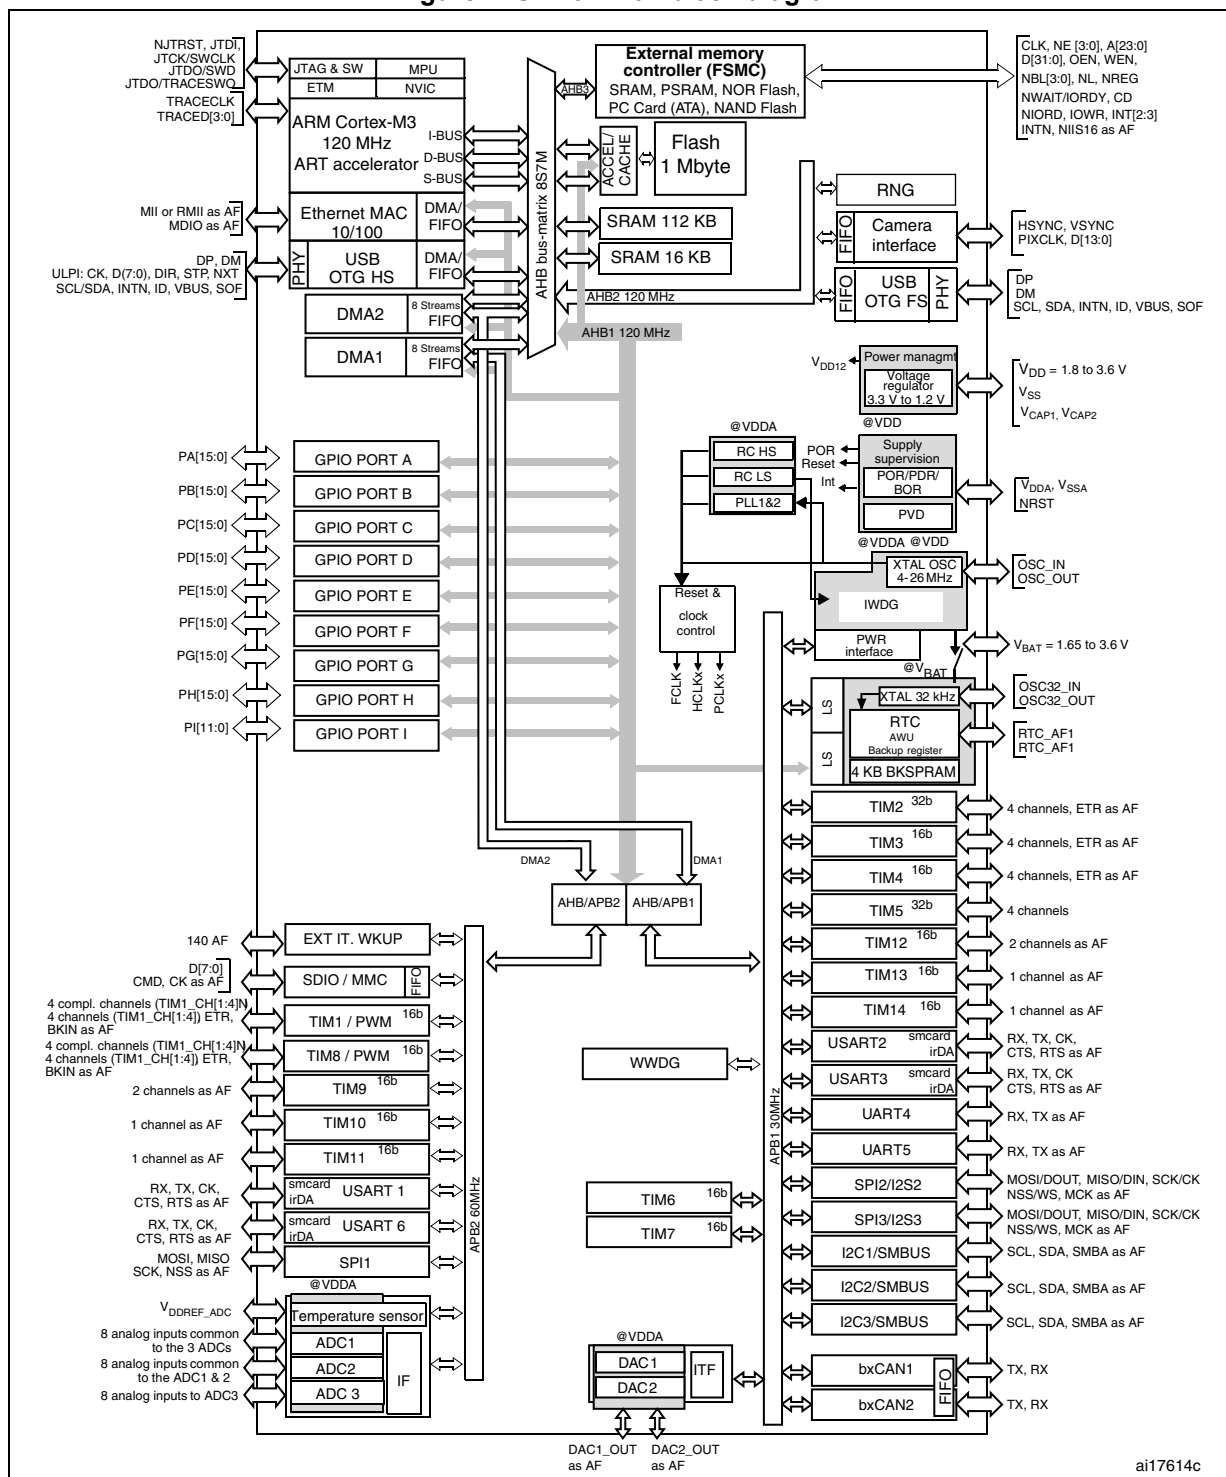 NJTRST, JTDI,
JTCK/SWCLK
JTDO/SWD
JTDO/TRACESWO
TRACECLK
TRACED[3:0]
JTAG & SW
MPU
ETM
NVIC
ARM Cortex-M3
120 MHz
ART accelerator
I-BUS
D-BUS
S-BUS
MII or RMII as AF
MDIO as AF
Ethernet MAC
10/100
DMA/
FIFO
DP, DM
ULPI: CK, D(7:0), DIR, STP, NXT
SCL/SDA, INTN, ID, VBUS, SOF
PHY
USB
OTG HS
DMA/
FIFO
DMA2
8 Streams
FIFO
DMA1
8 Streams
FIFO
AHB bus-matrix 8S7M
AHB3
External memory
controller (FSMC)
SRAM, PSRAM, NOR Flash,
PC Card (ATA), NAND Flash
CLK, NE [3:0], A[23:0]
D[31:0], OEN, WEN,
NBL[3:0], NL, NREG
NWAIT/IORDY, CD
NIORD, IOWR, INT[2:3]
INTN, NIIS16 as AF
ACCEL/
CACHE
Flash
1 Mbyte
SRAM 112 KB
SRAM 16 KB
AHB2 120 MHz
AHB1 120 MHz
RNG
FIFO
Camera
interface
HSYNC, VSYNC
PIXCLK, D[13:0]
FIFO
USB
OTG FS
PHY
DP
DM
SCL, SDA, INTN, ID, VBUS, SOF
VDD12
Power managmt
Voltage
regulator
3.3 V to 1.2 V
VDD = 1.8 to 3.6 V
VSS
VCAP1, VCAP2
@VDD
@VDDA
RC HS
RC LS
PLL1&2
POR
Reset
Int
Supply
supervision
POR/PDR/
BOR
PVD
VDDA, VSSA
NRST
@VDDA @VDD
XTAL OSC
4-26 MHz
OSC_IN
OSC_OUT
IWDG
Reset &
clock
control
FCLK
HCLKx
PCLKx
PWR
interface
VBAT = 1.65 to 3.6 V
@VBAT
LS
LS
XTAL 32 kHz
OSC32_IN
OSC32_OUT
RTC
AWU
Backup register
RTC_AF1
RTC_AF1
4 KB BKSPRAM
PA[15:0]
GPIO PORT A
PB[15:0]
GPIO PORT B
PC[15:0]
GPIO PORT C
PD[15:0]
GPIO PORT D
PE[15:0]
GPIO PORT E
PF[15:0]
GPIO PORT F
PG[15:0]
GPIO PORT G
PH[15:0]
GPIO PORT H
PI[11:0]
GPIO PORT I
TIM2 32b
4 channels, ETR as AF
TIM3 16b
4 channels, ETR as AF
TIM4 16b
4 channels, ETR as AF
TIM5 32b
4 channels
TIM12 16b
2 channels as AF
TIM13 16b
1 channel as AF
TIM14 16b
1 channel as AF
USART2 smcard
irDA
RX, TX, CK,
CTS, RTS as AF
USART3 smcard
irDA
RX, TX, CK
CTS, RTS as AF
UART4
RX, TX as AF
UART5
RX, TX as AF
SPI2/I2S2
MOSI/DOUT, MISO/DIN, SCK/CK
NSS/WS, MCK as AF
SPI3/I2S3
MOSI/DOUT, MISO/DIN, SCK/CK
NSS/WS, MCK as AF
I2C1/SMBUS
SCL, SDA, SMBA as AF
I2C2/SMBUS
SCL, SDA, SMBA as AF
I2C3/SMBUS
SCL, SDA, SMBA as AF
bxCAN1
TX, RX
bxCAN2
TX, RX
FIFO
DMA2
DMA1
AHB/APB2
AHB/APB1
APB1 30MHz
APB2 60MHz
WWDG
TIM6 16b
TIM7 16b
@VDDA
DAC1
DAC2
ITF
DAC1_OUT
as AF
DAC2_OUT
as AF
140 AF
EXT IT. WKUP
D[7:0]
CMD, CK as AF
SDIO / MMC
FIFO
4 compl. channels (TIM1_CH[1:4]N
4 channels (TIM1_CH[1:4]) ETR,
BKIN as AF
TIM1 / PWM 16b
4 compl. channels (TIM1_CH[1:4]N
4 channels (TIM1_CH[1:4]) ETR,
BKIN as AF
TIM8 / PWM 16b
2 channels as AF
TIM9 16b
1 channel as AF
TIM10 16b
1 channel as AF
TIM11 16b
RX, TX, CK,
CTS, RTS as AF
smcard
irDA USART 1
RX, TX, CK,
CTS, RTS as AF
smcard
irDA USART 6
MOSI, MISO
SCK, NSS as AF
SPI1
@VDDA
VDDREF_ADC
Temperature sensor
8 analog inputs common
to the 3 ADCs
ADC1
8 analog inputs common
to the ADC1 & 2
ADC2
8 analog inputs to ADC3
ADC 3
IF
ai17614c